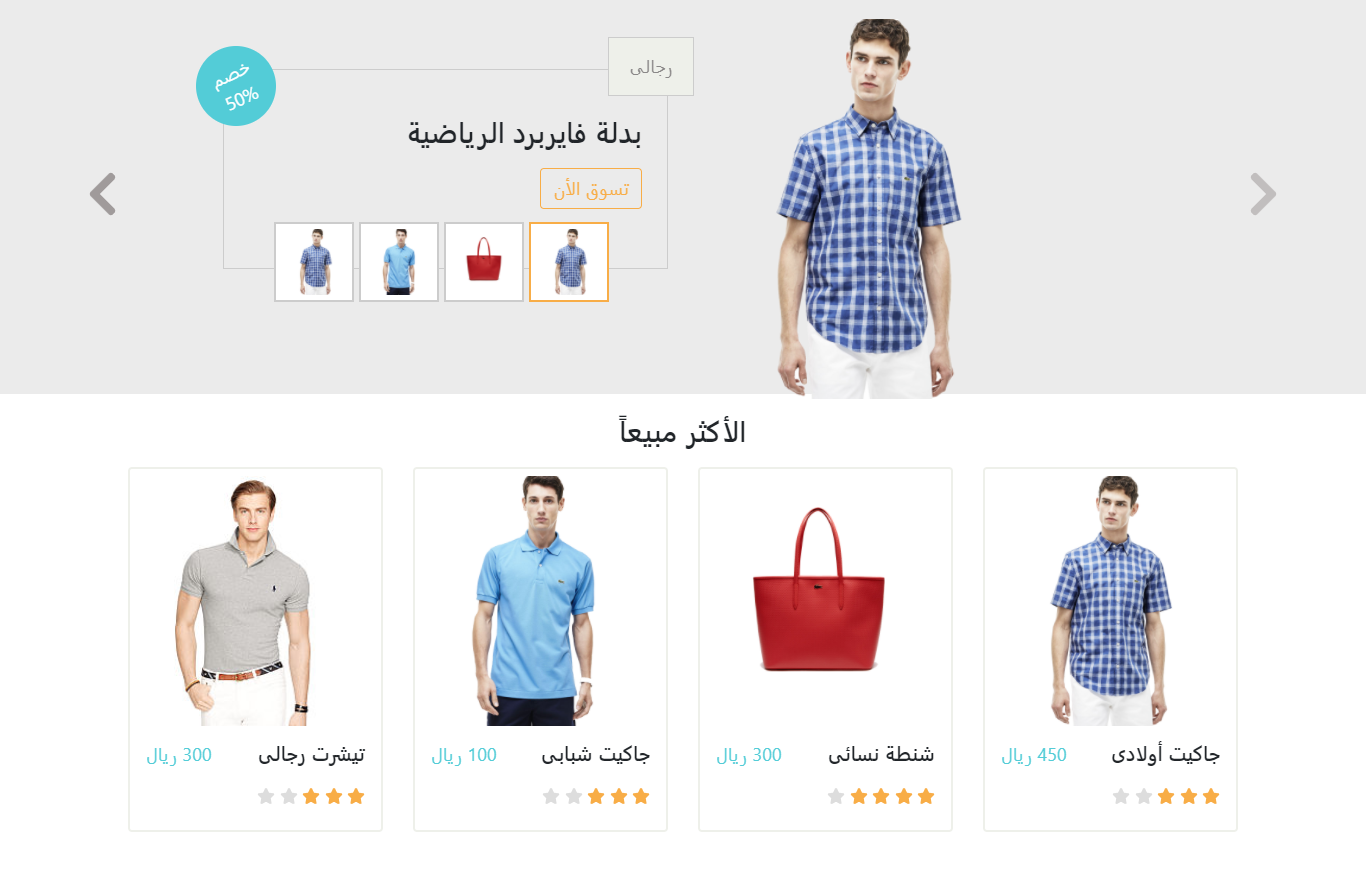 رجالى
خصم
50%
بدلة فايربرد الرياضية
تسوق الأن
الأكثر مبيعاً
جاكيت أولادى
450 ريال
شنطة نسائى
300 ريال
جاكيت شبابى
100 ريال
تيشرت رجالى
300 ريال